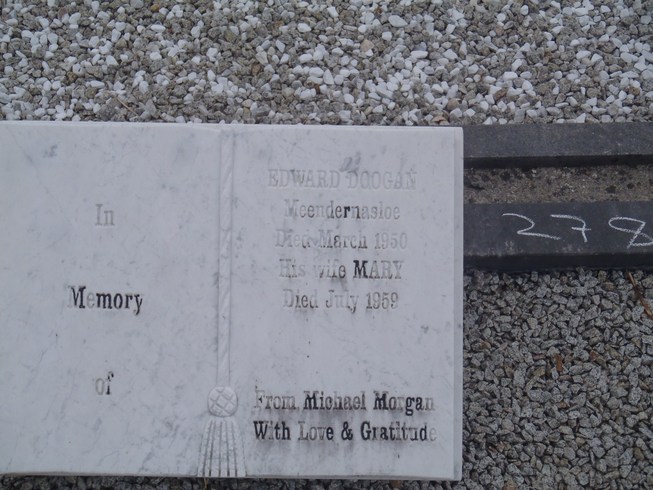 In
Memory
of
EDWARD DOOGAN
Meendernasloe
Died March 1950
His wife MARY
Died July 1959
From Michael Morgan
With Love & Gratitude
278